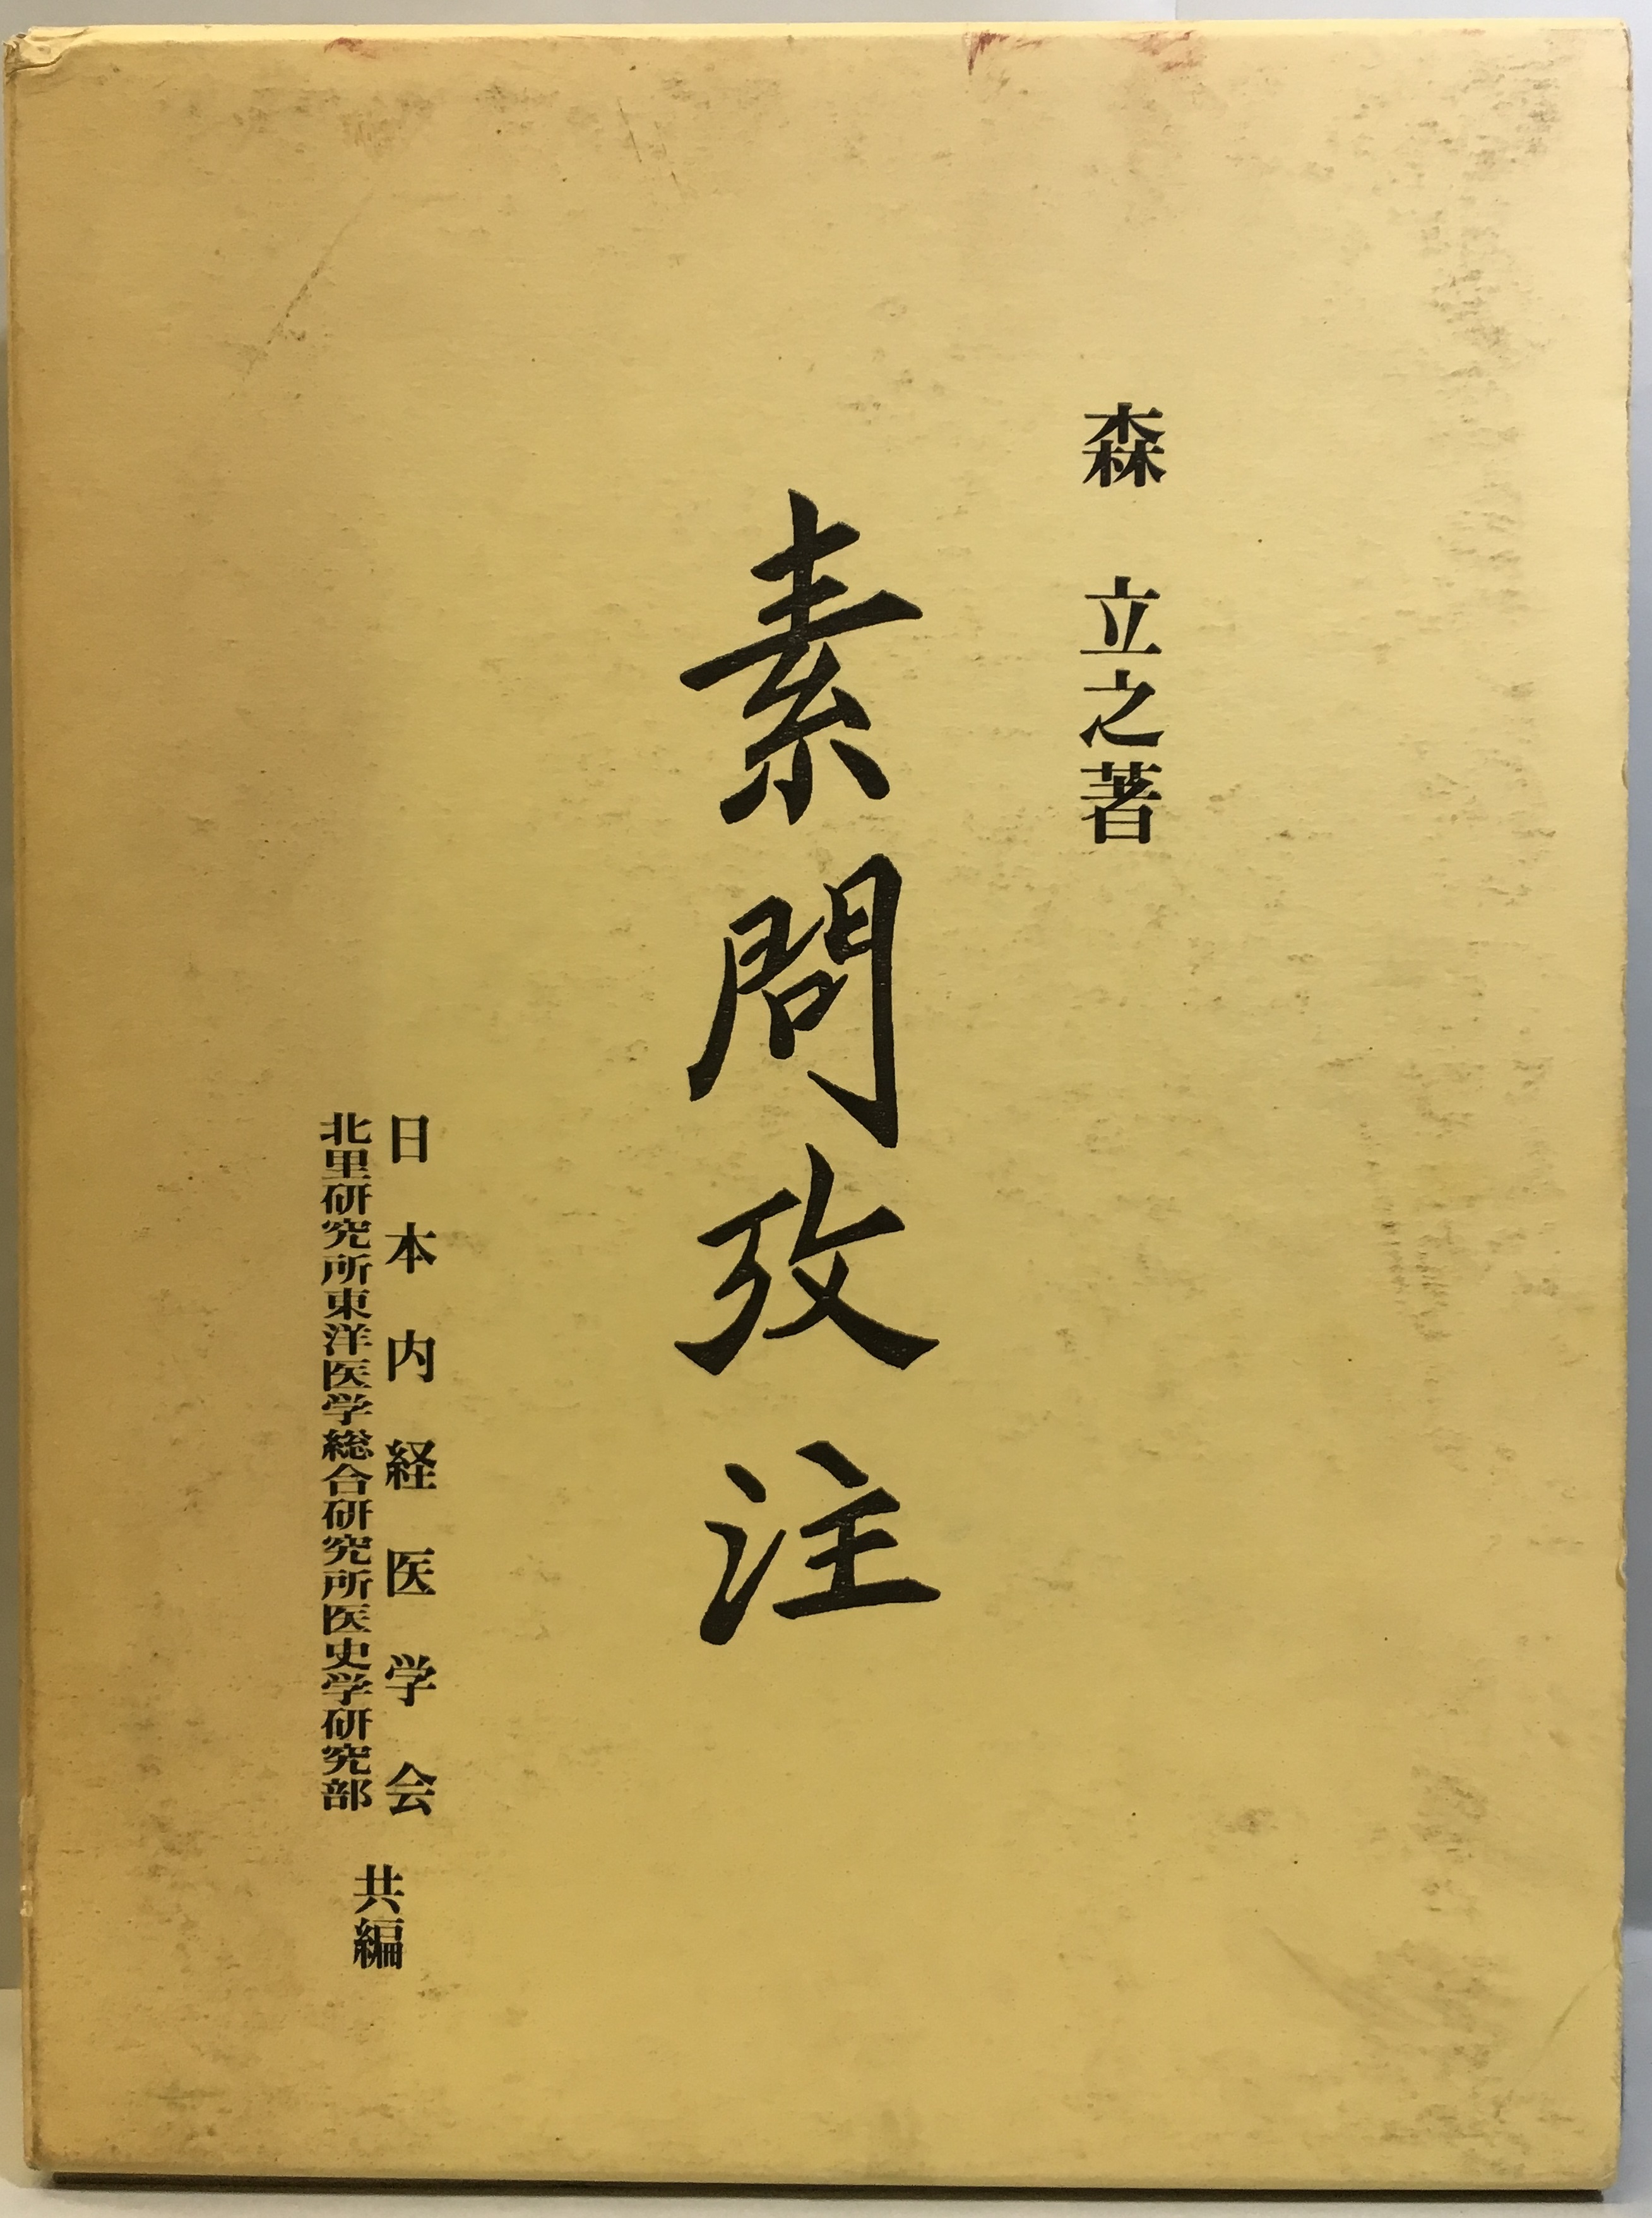 森 立之著
素問攷注
日本内経医学会
北里研究所東洋医学総合研究所医史学研究部
共編